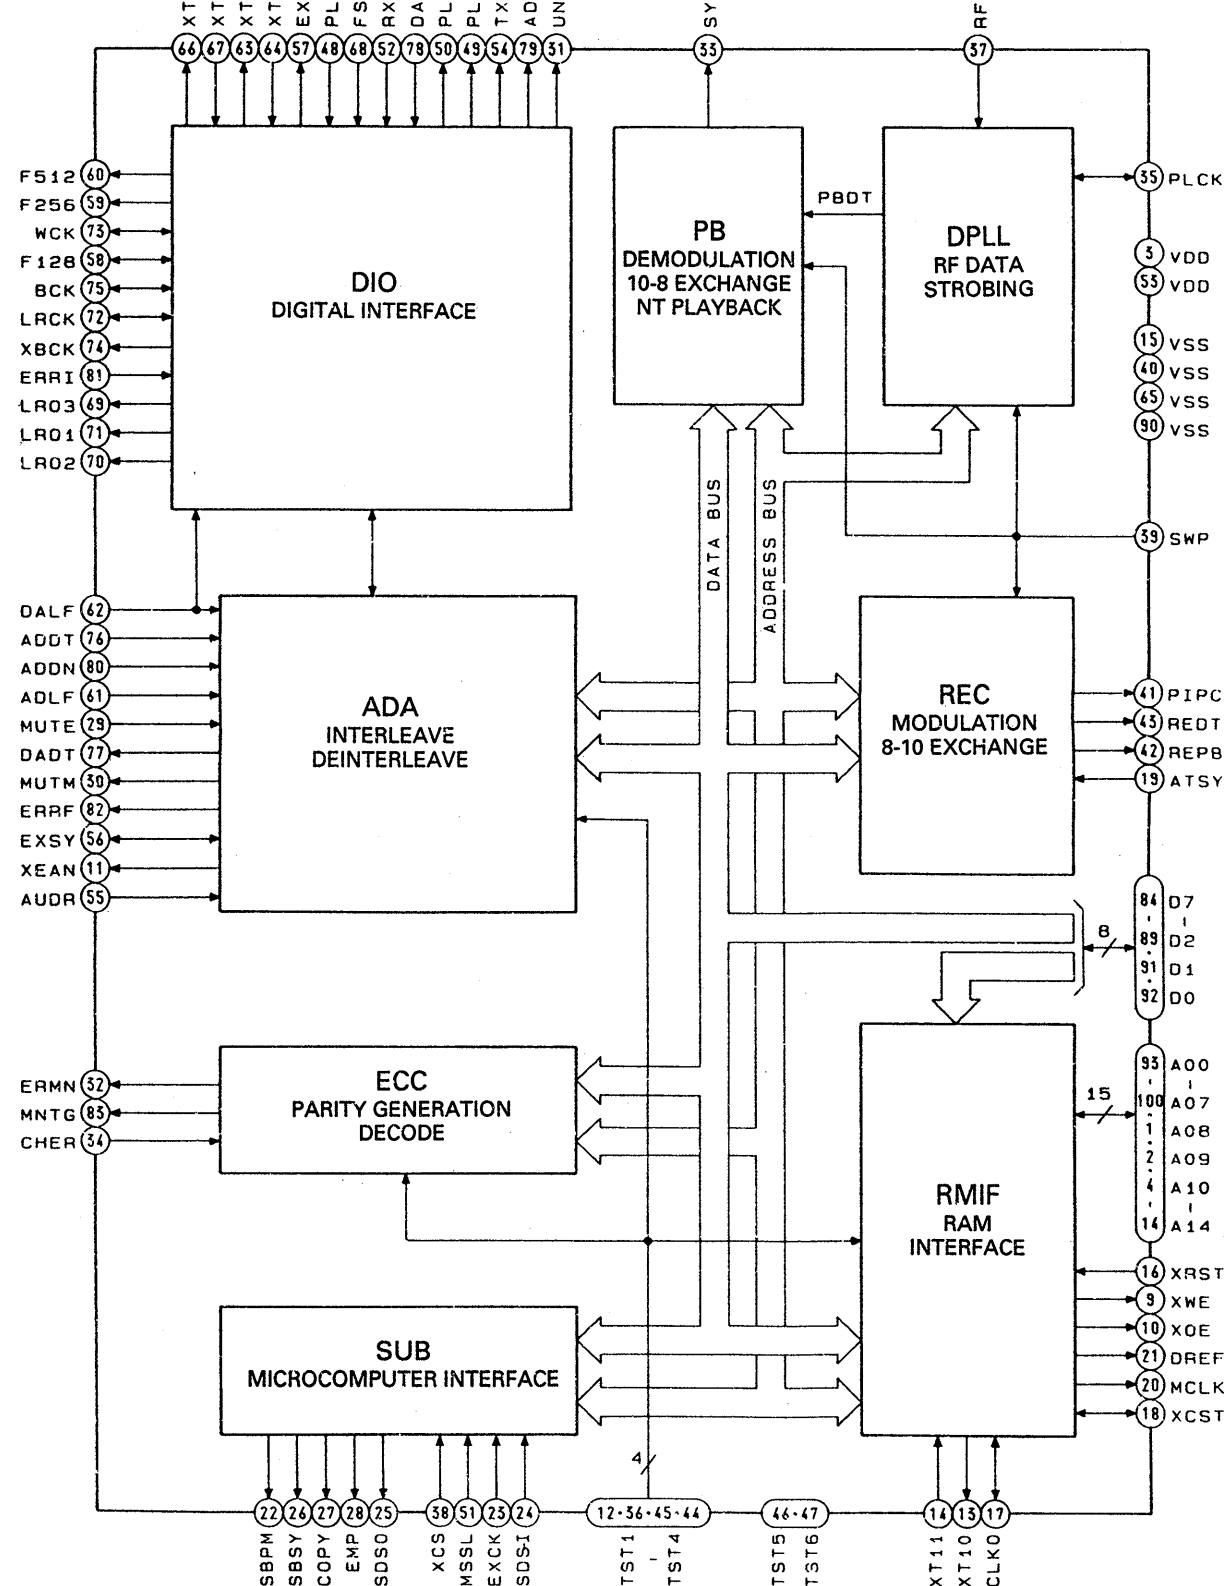 XT XT XT XT EX PL FS RX DA PL PL TX AD UN SY RF
66 67 63 64 57 48 68 52 78 50 49 54 79 31 33 37
F512 60
F256 59
WCK 73
F128 58
BCK 75
LRCK 72
XBCK 74
ERRI 81
LRO3 69
LRO1 71
LRO2 70
DIO
DIGITAL INTERFACE
PB
DEMODULATION
10-8 EXCHANGE
NT PLAYBACK
PBDT
DPLL
RF DATA
STROBING
35 PLCK
3 VDD
53 VDD
15 VSS
40 VSS
65 VSS
90 VSS
39 SWP
DATA BUS
ADDRESS BUS
DALF 62
ADDT 76
ADDN 80
ADLF 61
MUTE 29
DADT 77
MUTM 30
ERRF 82
EXSY 56
XEAN 11
AUDR 55
ADA
INTERLEAVE
DEINTERLEAVE
REC
MODULATION
8-10 EXCHANGE
41 PIPC
43 REDT
42 REPB
19 ATSY
8
84 D7
89 D2
91 D1
92 D0
ERMN 32
MNTG 83
CHER 34
ECC
PARITY GENERATION
DECODE
15
93 A00
100 A07
1 A08
2 A09
4 A10
14 A14
RMIF
RAM
INTERFACE
16 XRST
9 XWE
10 XOE
21 DREF
20 MCLK
18 XCST
SUB
MICROCOMPUTER INTERFACE
4
22 26 27 28 25 38 51 23 24 12·36·45·44 46·47 14 13 17
SBPM SBSY COPY EMP SDSO XCS MSSL EXCK SDSI TST1 - TST4 TST5 TST6 XT11 XT10 CLKO